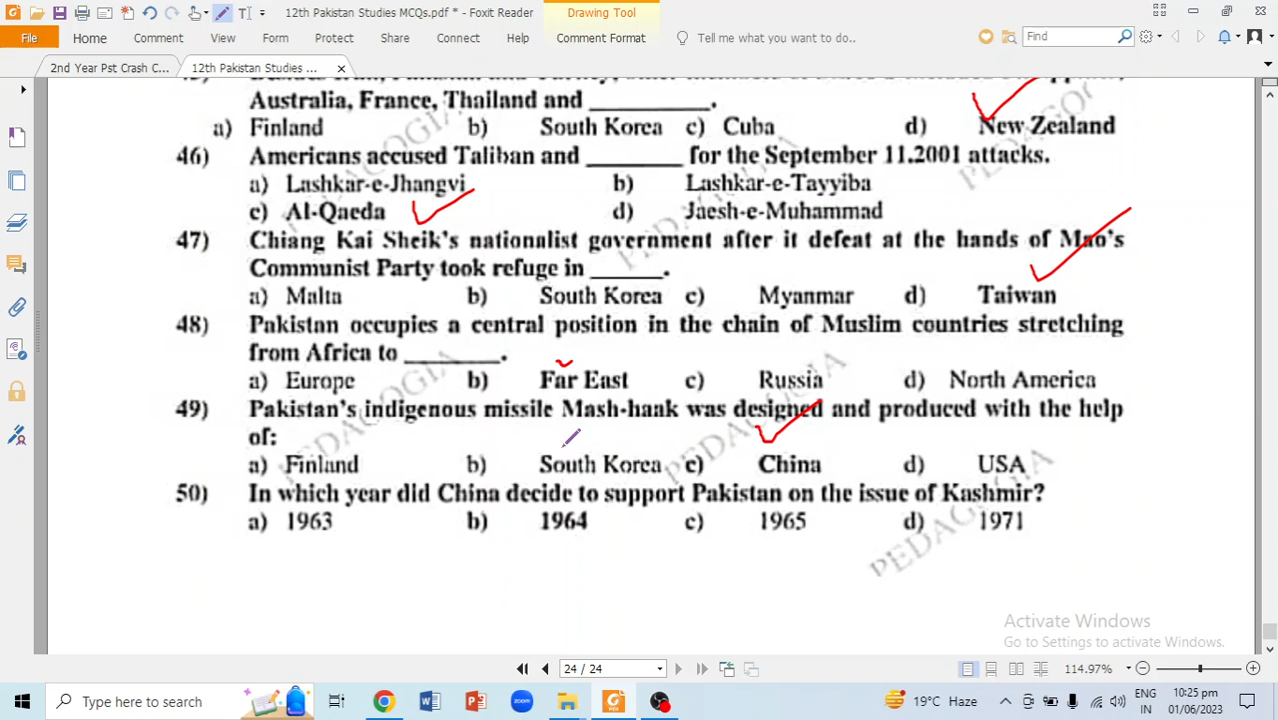 12th Pakistan Studies MCQs.pdf * - Foxit Reader
Drawing Tool
File Home Comment View Form Protect Share Connect Help Comment Format Tell me what you want to do.. Find
2nd Year Pst Crash C... 12th Pakistan Studies ...
Australia, France, Thailand and ________.
a) Finland b) South Korea c) Cuba d) New Zealand
46) Americans accused Taliban and ________ for the September 11.2001 attacks.
a) Lashkar-e-Jhangvi b) Lashkar-e-Tayyiba
c) Al-Qaeda d) Jaesh-e-Muhammad
47) Chiang Kai Sheik's nationalist government after it defeat at the hands of Mao's
Communist Party took refuge in ______.
a) Malta b) South Korea c) Myanmar d) Taiwan
48) Pakistan occupies a central position in the chain of Muslim countries stretching
from Africa to ________.
a) Europe b) Far East c) Russia d) North America
49) Pakistan's indigenous missile Mash-haak was designed and produced with the help
of:
a) Finland b) South Korea c) China d) USA
50) In which year did China decide to support Pakistan on the issue of Kashmir?
a) 1963 b) 1964 c) 1965 d) 1971
PEDAGOGIA
Activate Windows
Go to Settings to activate Windows.
24 / 24 114.97%
Type here to search zoom 19°C Haze ENG IN 10:25 pm 01/06/2023